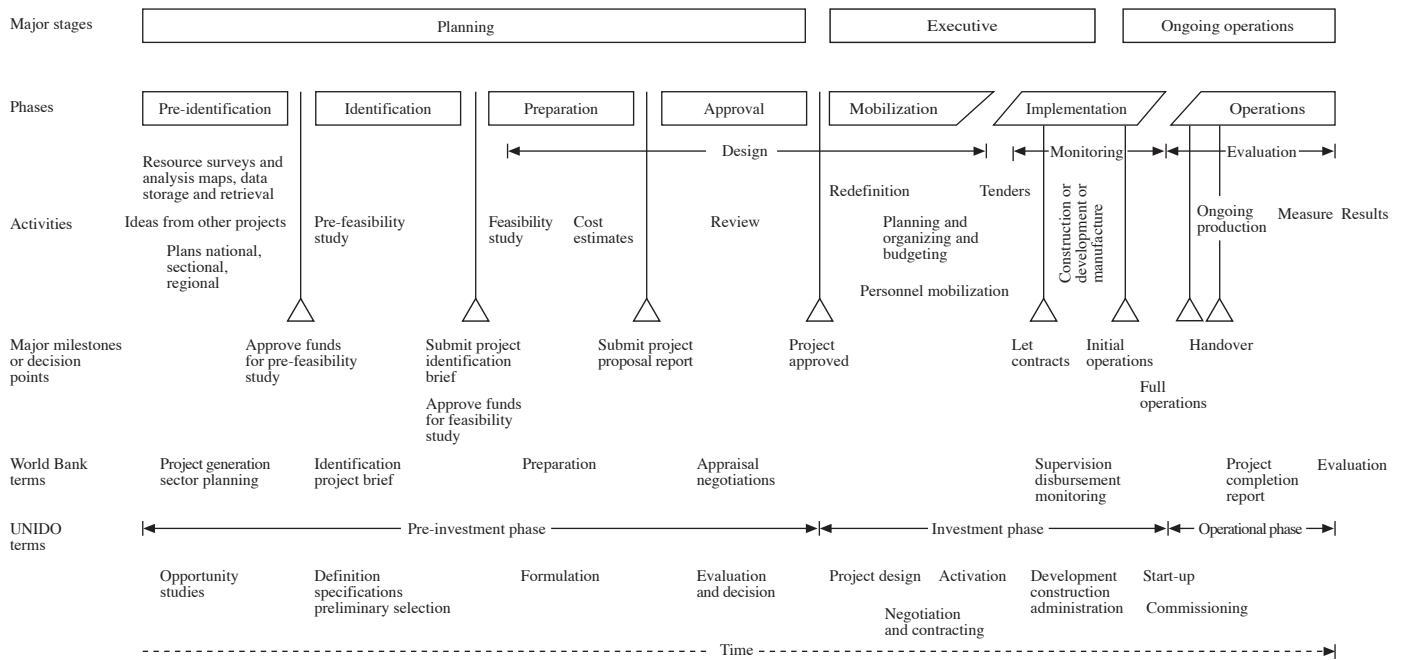 Major stages
Planning
Executive
Ongoing operations
Phases
Pre-identification
Identification
Preparation
Approval
Mobilization
Implementation
Operations
Design
Monitoring
Evaluation
Activities
Resource surveys and
analysis maps, data
storage and retrieval
Ideas from other projects
Plans national,
sectional,
regional
Pre-feasibility
study
Feasibility
study
Cost
estimates
Review
Redefinition
Planning and
organizing and
budgeting
Personnel mobilization
Tenders
Construction or
development or
manufacture
Ongoing
production
Measure Results
Major milestones
or decision
points
Approve funds
for pre-feasibility
study
Submit project
identification
brief
Approve funds
for feasibility
study
Submit project
proposal report
Project
approved
Let
contracts
Initial
operations
Full
operations
Handover
World Bank
terms
Project generation
sector planning
Identification
project brief
Preparation
Appraisal
negotiations
Supervision
disbursement
monitoring
Project
completion
report
Evaluation
UNIDO
terms
Pre-investment phase
Investment phase
Operational phase
Opportunity
studies
Definition
specifications
preliminary selection
Formulation
Evaluation
and decision
Project design
Activation
Negotiation
and contracting
Development
construction
administration
Start-up
Commissioning
Time